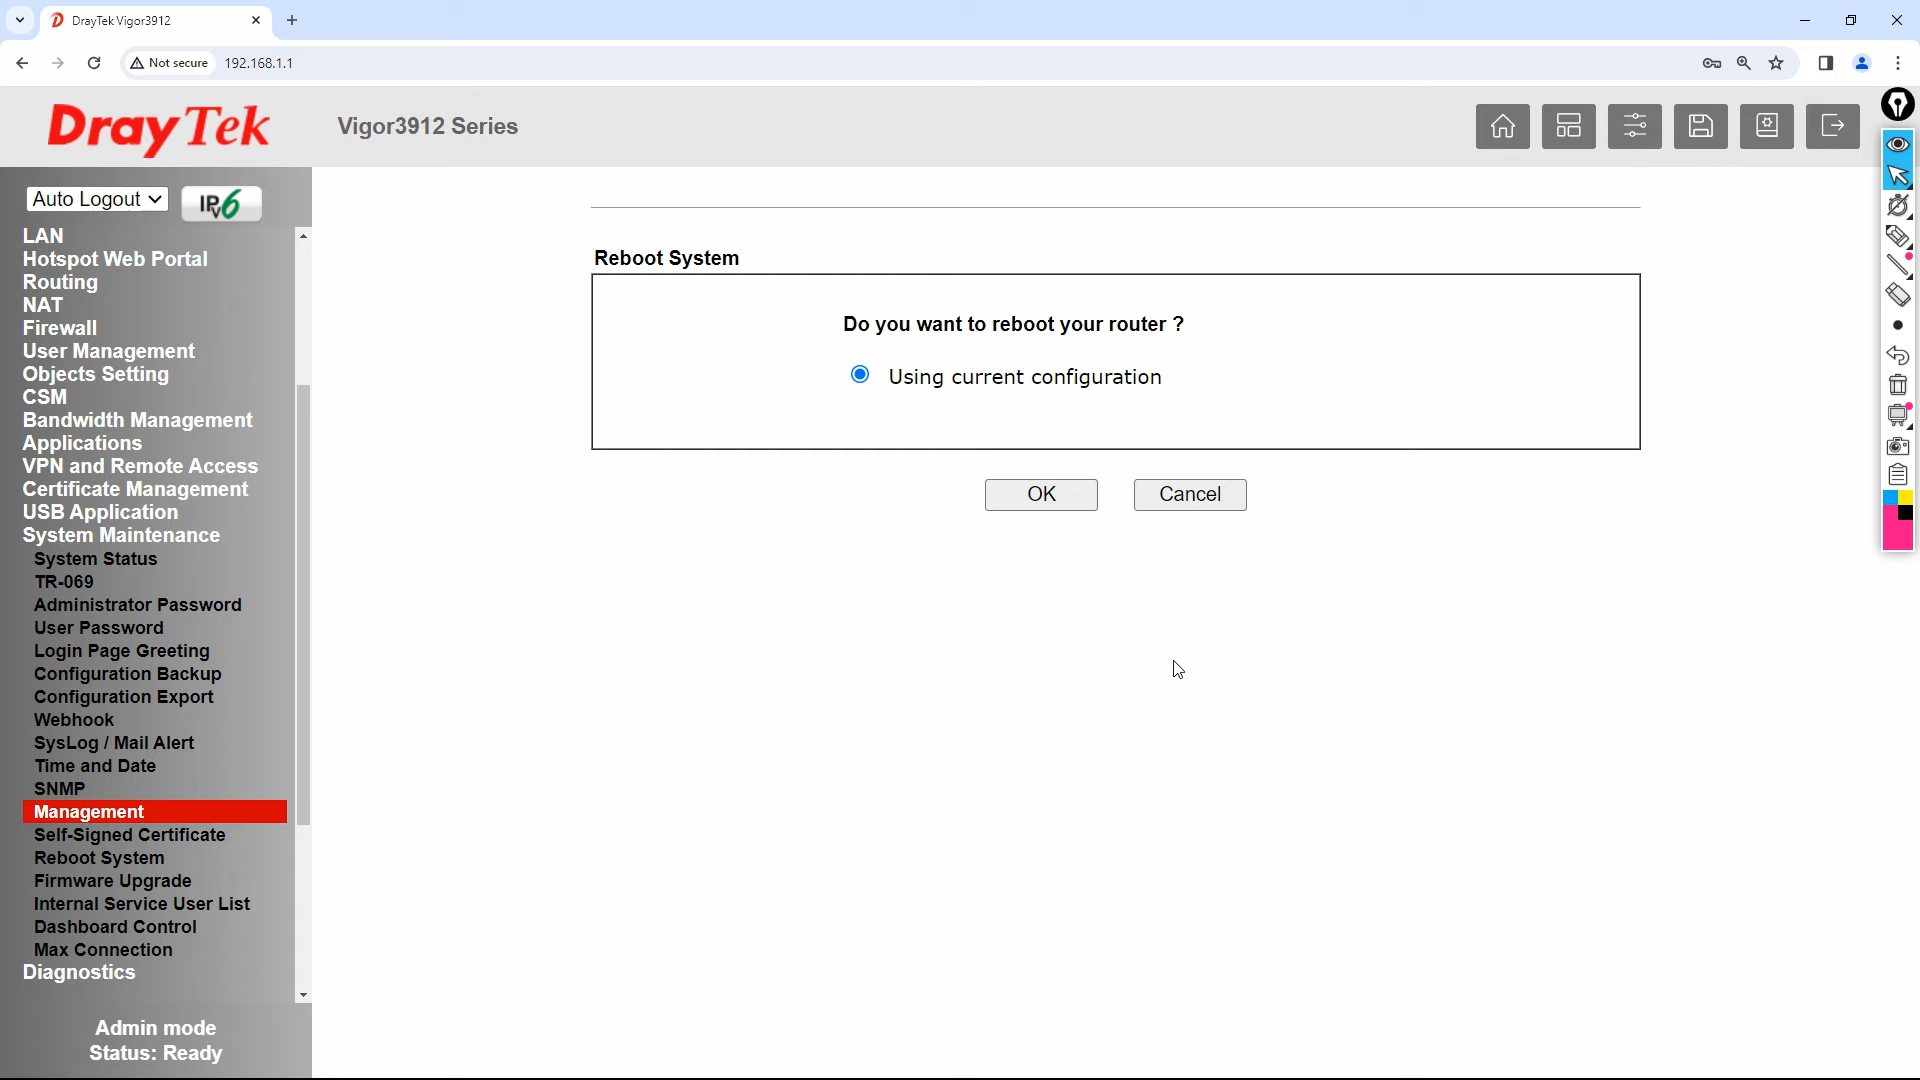 DrayTek Vigor3912
Not secure
192.168.1.1
DrayTek
Vigor3912 Series
Auto Logout
IPv6
LAN
Hotspot Web Portal
Routing
NAT
Firewall
User Management
Objects Setting
CSM
Bandwidth Management
Applications
VPN and Remote Access
Certificate Management
USB Application
System Maintenance
System Status
TR-069
Administrator Password
User Password
Login Page Greeting
Configuration Backup
Configuration Export
Webhook
SysLog / Mail Alert
Time and Date
SNMP
Management
Self-Signed Certificate
Reboot System
Firmware Upgrade
Internal Service User List
Dashboard Control
Max Connection
Diagnostics
Admin mode
Status: Ready
Reboot System
Do you want to reboot your router ?
Using current configuration
OK
Cancel